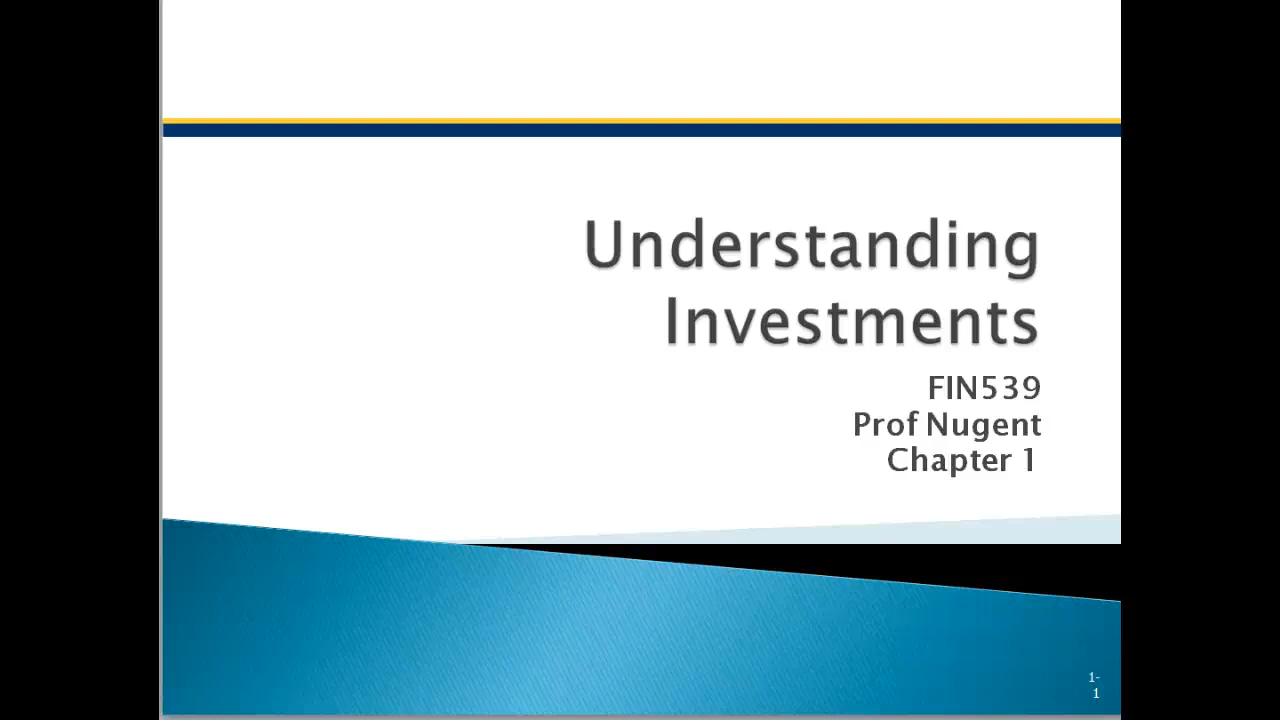 Understanding
Investments
FIN539
Prof Nugent
Chapter 1
1-
1